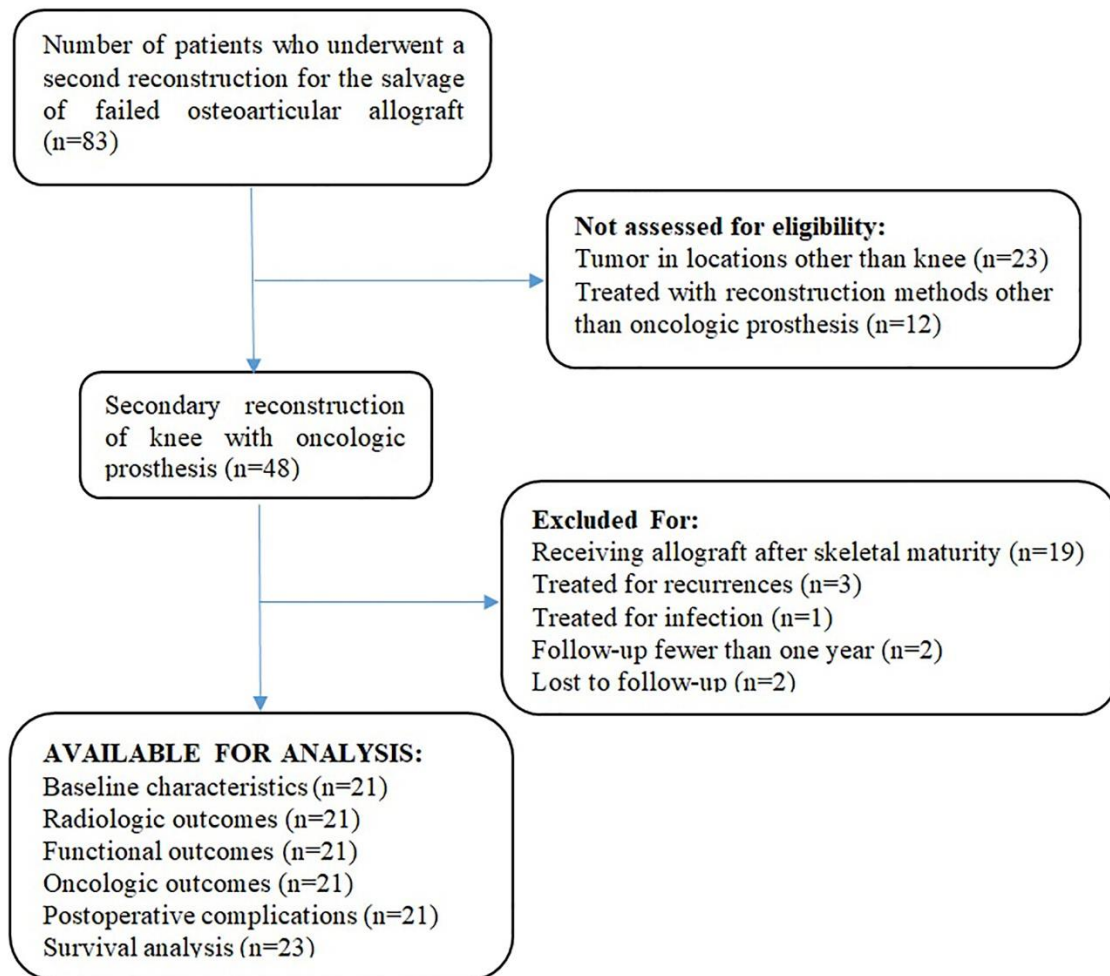 Number of patients who underwent a
second reconstruction for the salvage
of failed osteoarticular allograft
(n=83)
Not assessed for eligibility:
Tumor in locations other than knee (n=23)
Treated with reconstruction methods other
than oncologic prosthesis (n=12)
Secondary reconstruction
of knee with oncologic
prosthesis (n=48)
Excluded For:
Receiving allograft after skeletal maturity (n=19)
Treated for recurrences (n=3)
Treated for infection (n=1)
Follow-up fewer than one year (n=2)
Lost to follow-up (n=2)
AVAILABLE FOR ANALYSIS:
Baseline characteristics (n=21)
Radiologic outcomes (n=21)
Functional outcomes (n=21)
Oncologic outcomes (n=21)
Postoperative complications (n=21)
Survival analysis (n=23)